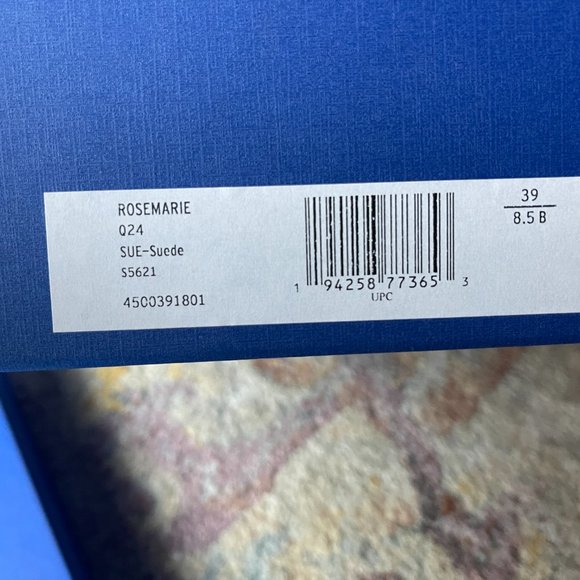 ROSEMARIE
Q24
SUE-Suede
S5621
4500391801
1 94258 77365 3
UPC
39
8.5 B